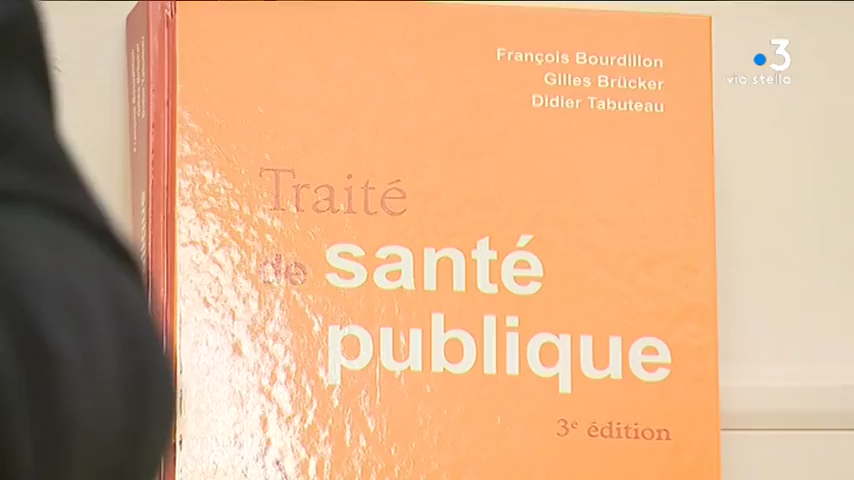 François Bourdillon
Gilles Brücker
Didier Tabuteau
3
via stella
Traité
de santé
publique
3e édition